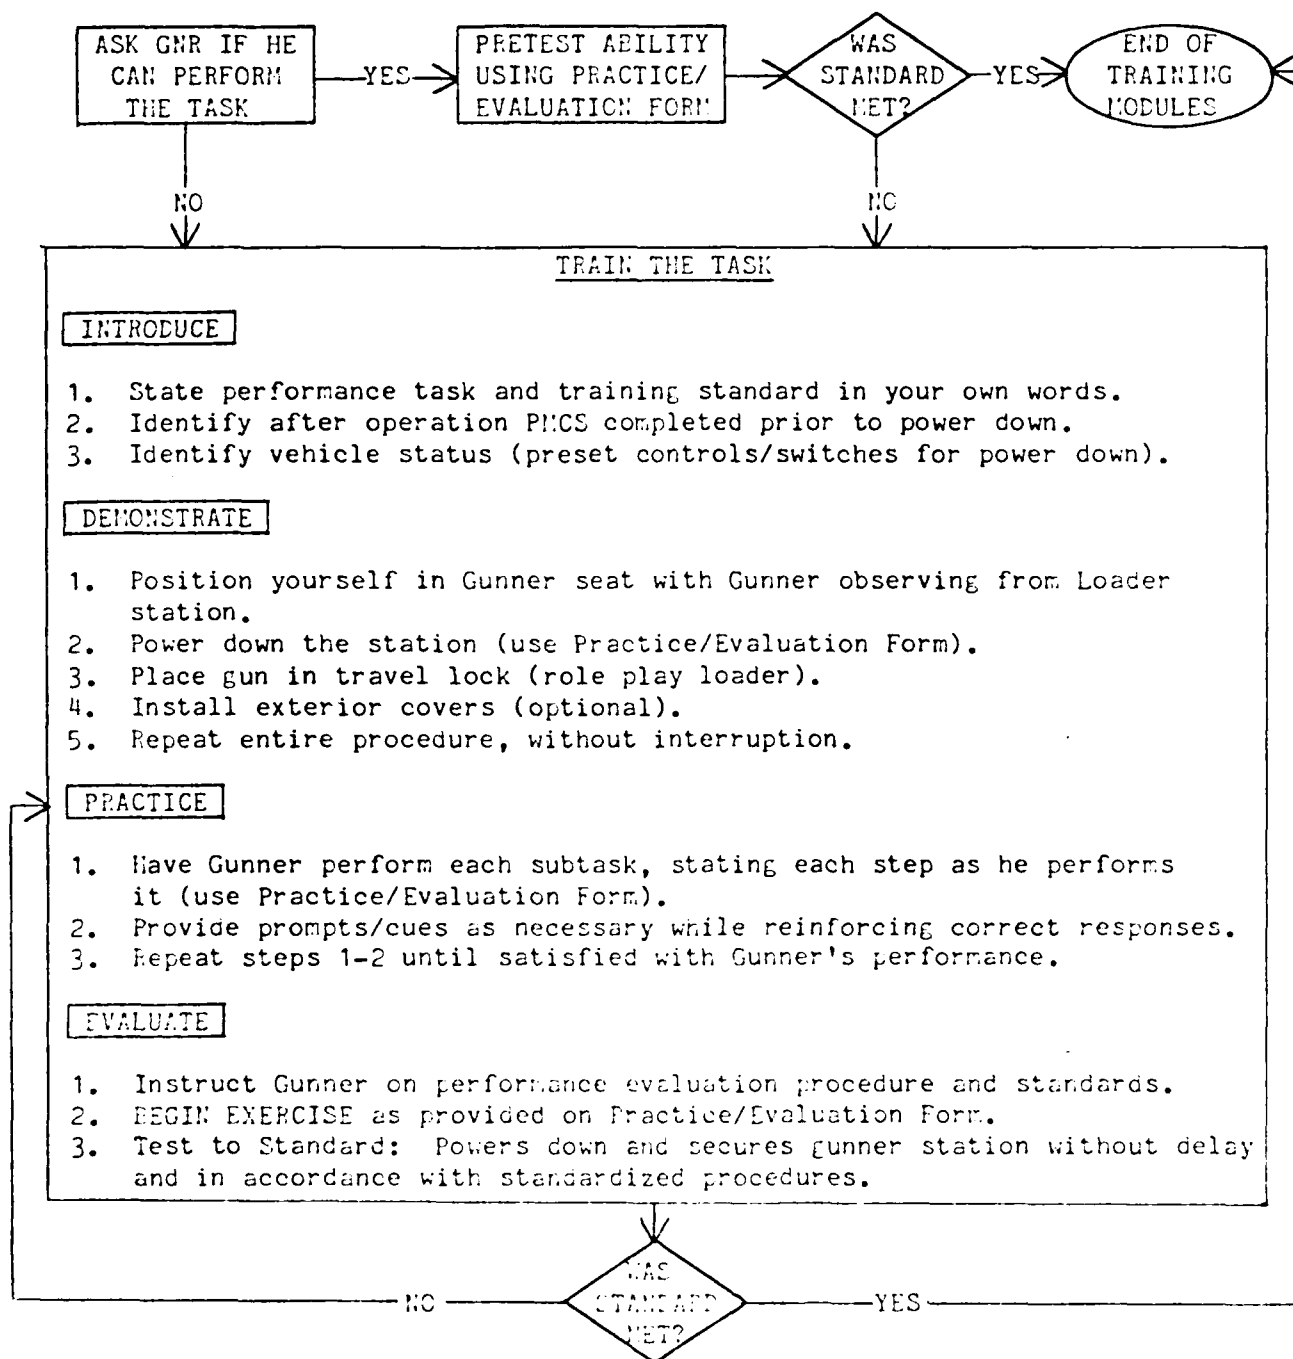 ASK GNR IF HE
CAN PERFORM
THE TASK
YES
PRETEST ABILITY
USING PRACTICE/
EVALUATION FORM
WAS
STANDARD
MET?
YES
END OF
TRAINING
MODULES
NO
NO
TRAIN THE TASK
INTRODUCE
1. State performance task and training standard in your own words.
2. Identify after operation PMCS completed prior to power down.
3. Identify vehicle status (preset controls/switches for power down).
DEMONSTRATE
1. Position yourself in Gunner seat with Gunner observing from Loader
station.
2. Power down the station (use Practice/Evaluation Form).
3. Place gun in travel lock (role play loader).
4. Install exterior covers (optional).
5. Repeat entire procedure, without interruption.
PRACTICE
1. Have Gunner perform each subtask, stating each step as he performs
it (use Practice/Evaluation Form).
2. Provide prompts/cues as necessary while reinforcing correct responses.
3. Repeat steps 1-2 until satisfied with Gunner's performance.
EVALUATE
1. Instruct Gunner on performance evaluation procedure and standards.
2. BEGIN EXERCISE as provided on Practice/Evaluation Form.
3. Test to Standard: Powers down and secures gunner station without delay
and in accordance with standardized procedures.
WAS
STANDARD
MET?
NO
YES